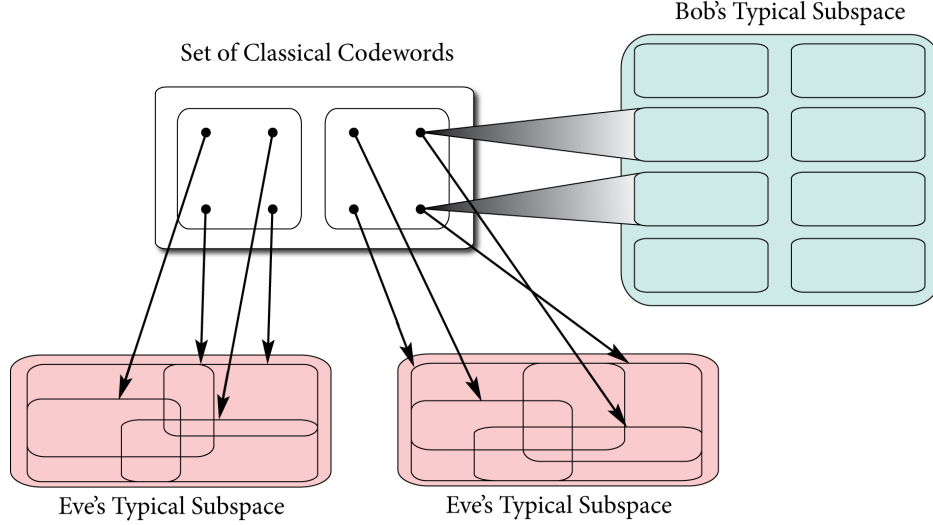 Bob's Typical Subspace
Set of Classical Codewords
Eve's Typical Subspace
Eve's Typical Subspace